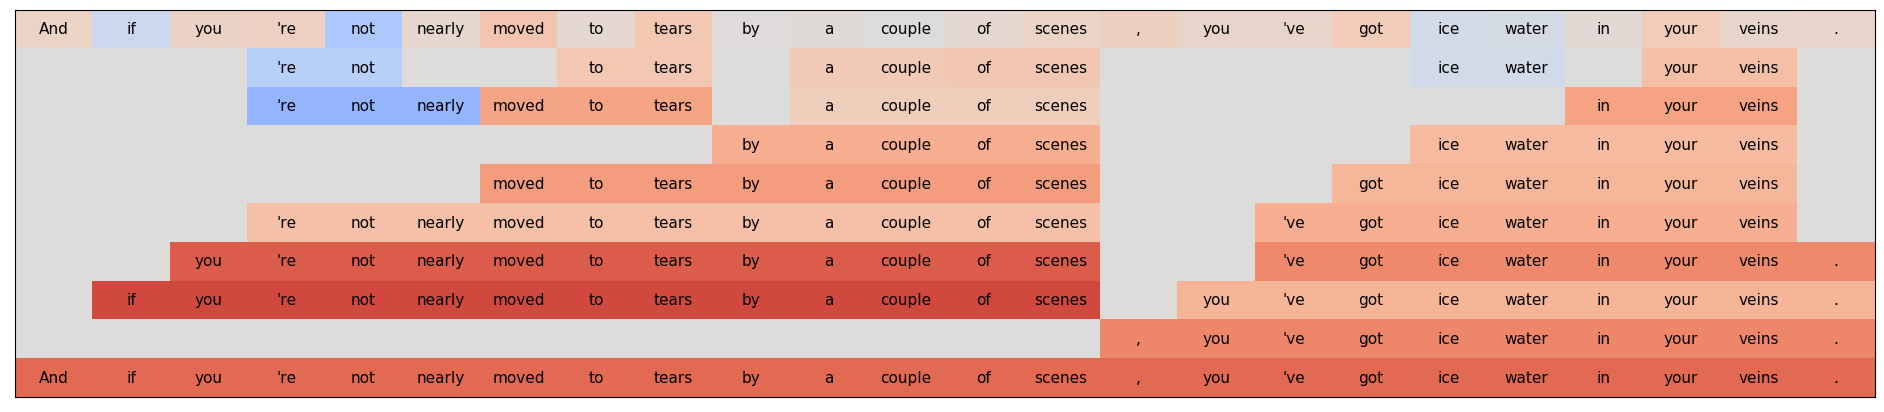 And if you 're not nearly moved to tears by a couple of scenes , you 've got ice water in your veins .
're not to tears a couple of scenes ice water your veins
're not nearly moved to tears a couple of scenes in your veins
by a couple of scenes ice water in your veins
moved to tears by a couple of scenes got ice water in your veins
're not nearly moved to tears by a couple of scenes 've got ice water in your veins
you 're not nearly moved to tears by a couple of scenes 've got ice water in your veins .
if you 're not nearly moved to tears by a couple of scenes you 've got ice water in your veins .
, you 've got ice water in your veins .
And if you 're not nearly moved to tears by a couple of scenes , you 've got ice water in your veins .